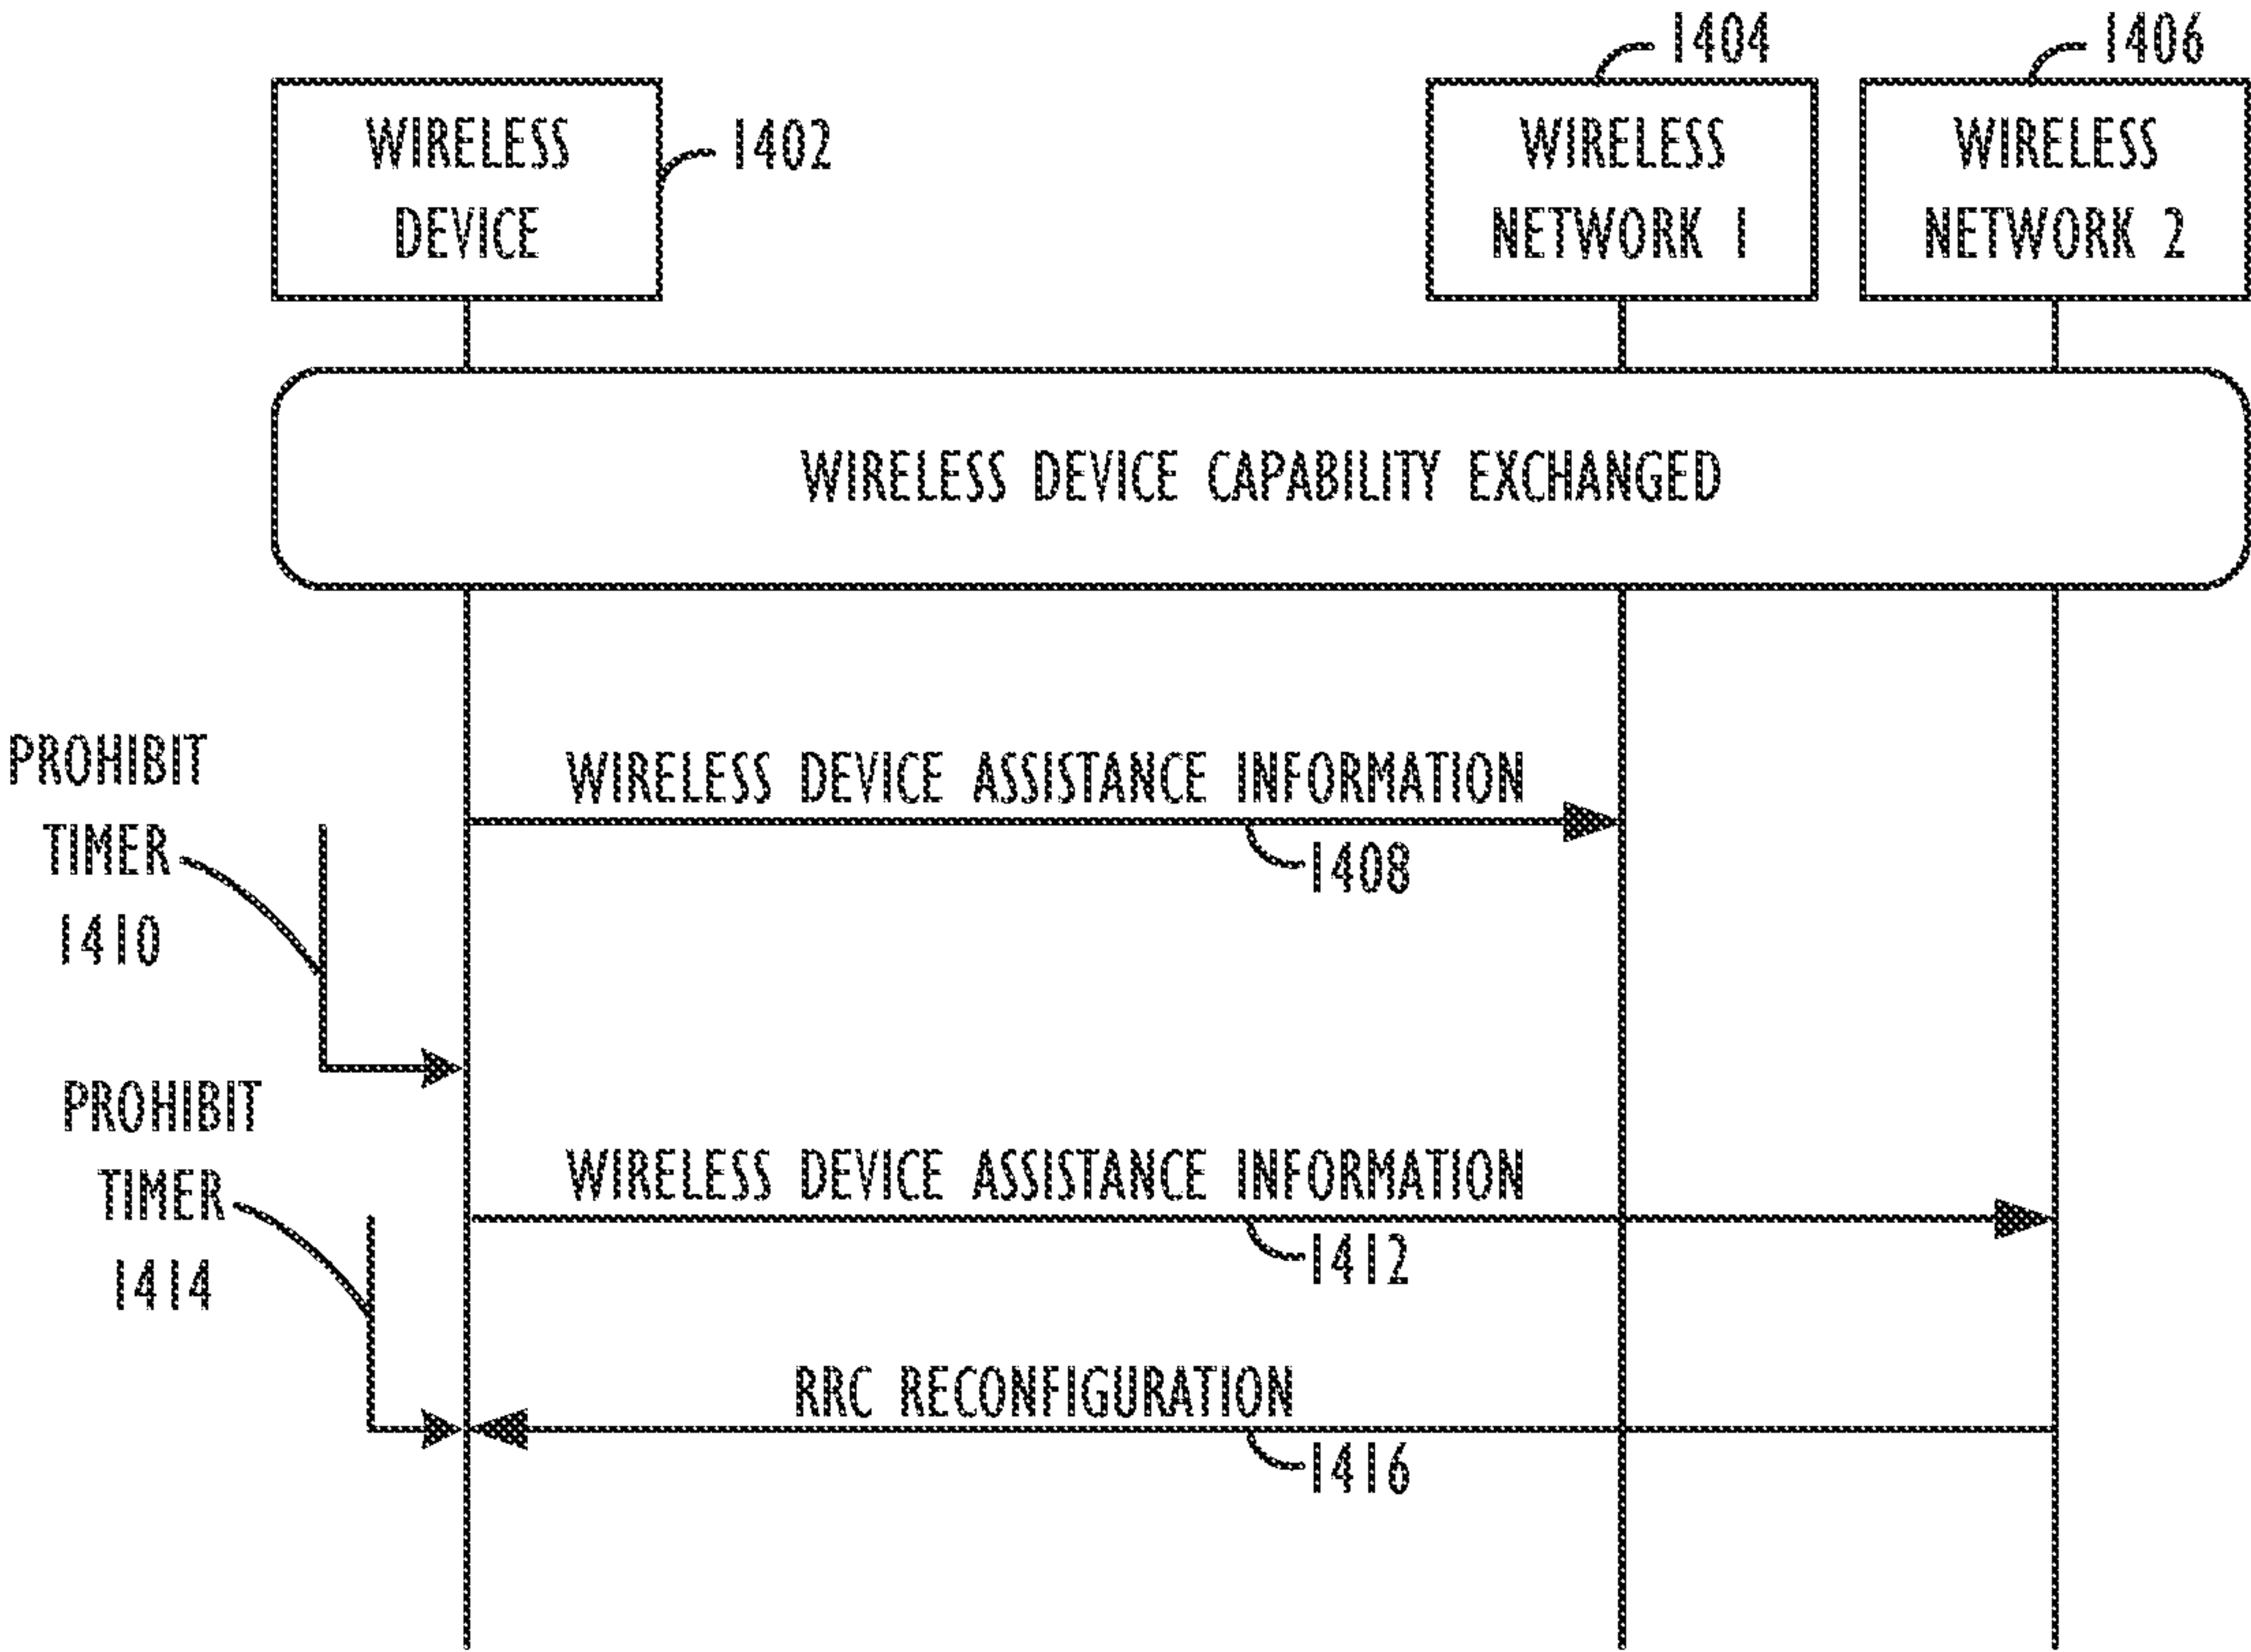 1404
1406
WIRELESS
DEVICE
1402
WIRELESS
NETWORK 1
WIRELESS
NETWORK 2
WIRELESS DEVICE CAPABILITY EXCHANGED
PROHIBIT
TIMER
1410
WIRELESS DEVICE ASSISTANCE INFORMATION
1408
PROHIBIT
TIMER
1414
WIRELESS DEVICE ASSISTANCE INFORMATION
1412
RRC RECONFIGURATION
1416